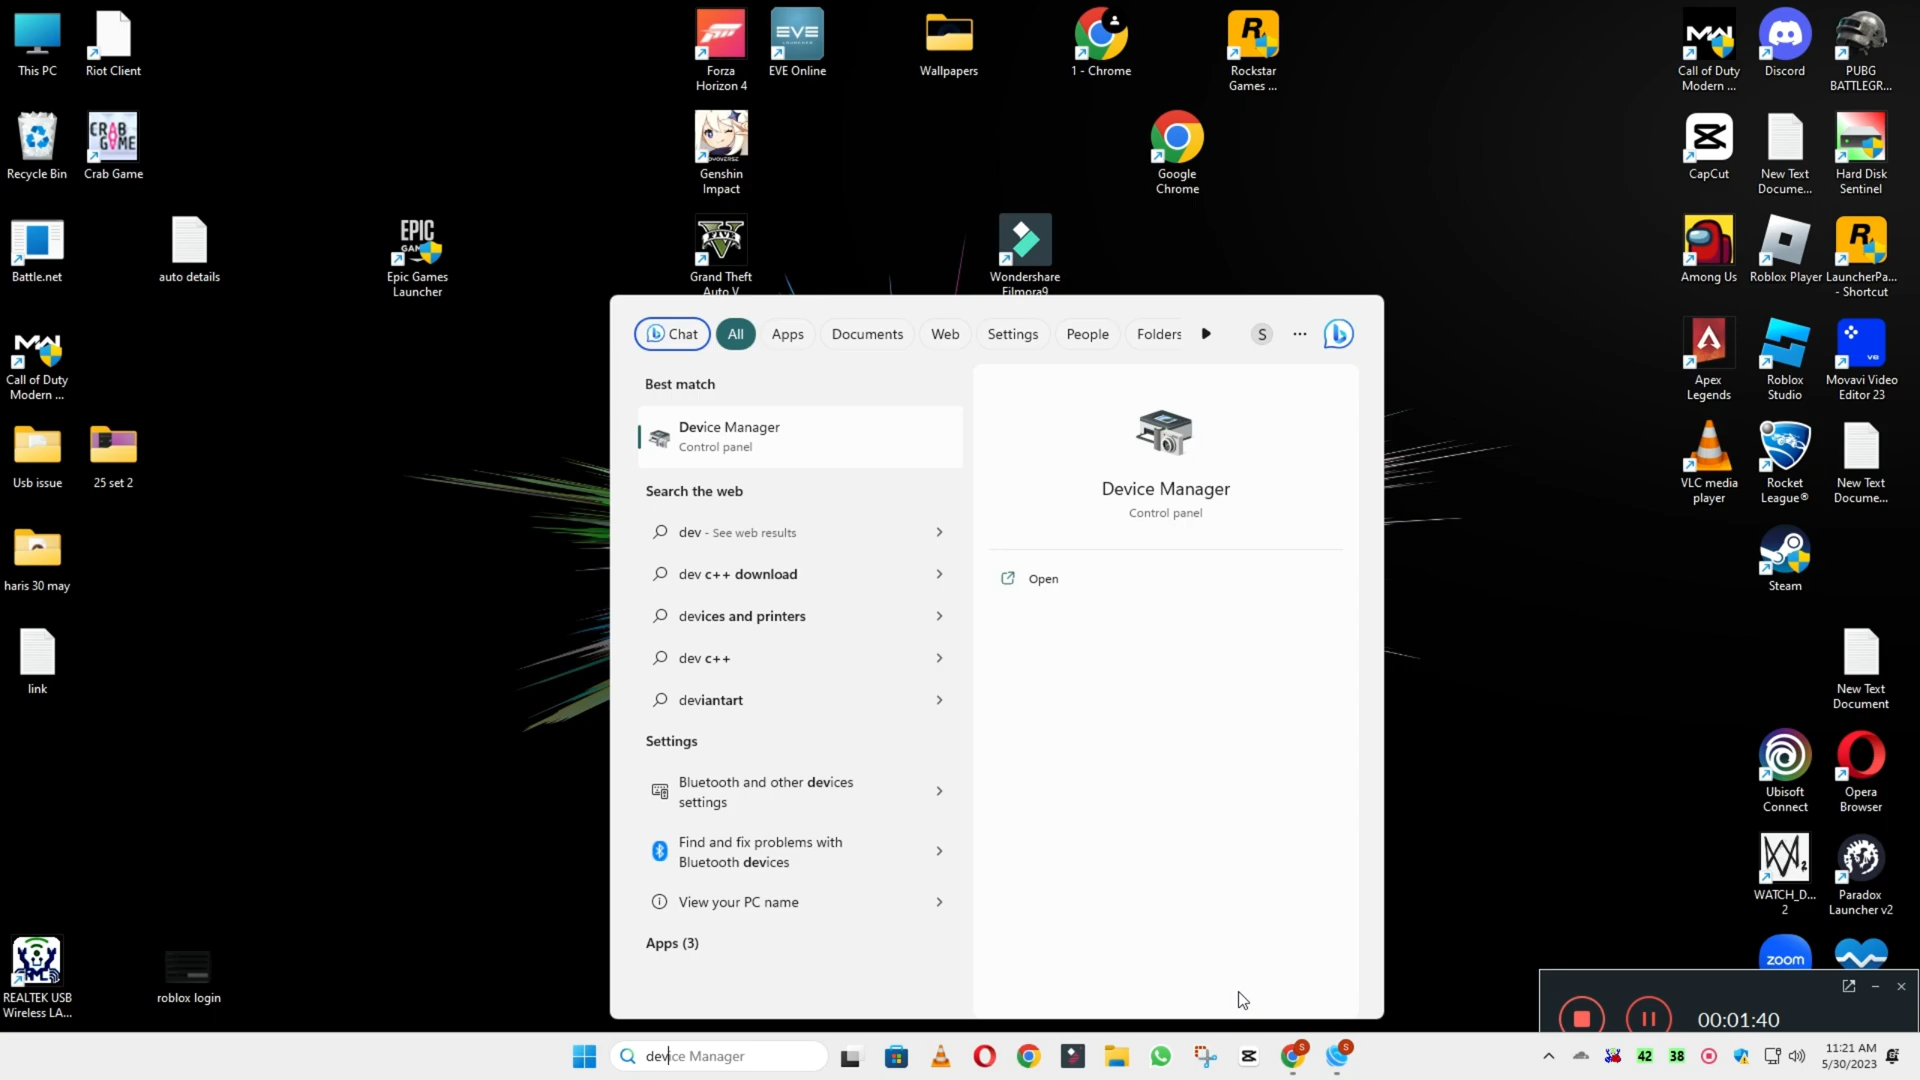 This PC
Riot Client
Forza
Horizon 4
EVE
EVE Online
Wallpapers
1 - Chrome
Rockstar
Games ...
Call of Duty
Modern ...
Discord
PUBG
BATTLEGR...
Recycle Bin
CRAB
GAME
Crab Game
Genshin
Impact
Google
Chrome
CapCut
New Text
Docume...
Hard Disk
Sentinel
Battle.net
auto details
EPIC
Epic Games
Launcher
Grand Theft
Auto V
Wondershare
Filmora9
Among Us
Roblox Player
LauncherPa...
- Shortcut
Call of Duty
Modern ...
Apex
Legends
Roblox
Studio
Movavi Video
Editor 23
Usb issue
25 set 2
VLC media
player
Rocket
League®
New Text
Docume...
haris 30 may
Steam
link
New Text
Document
Ubisoft
Connect
Opera
Browser
WATCH_D...
2
Paradox
Launcher v2
REALTEK USB
Wireless LA...
roblox login
zoom
Chat
All
Apps
Documents
Web
Settings
People
Folders
S
Best match
Device Manager
Control panel
Search the web
dev - See web results
dev c++ download
devices and printers
dev c++
deviantart
Settings
Bluetooth and other devices
settings
Find and fix problems with
Bluetooth devices
View your PC name
Apps (3)
Device Manager
Control panel
Open
00:01:40
device Manager
S
S
42
38
11:21 AM
5/30/2023